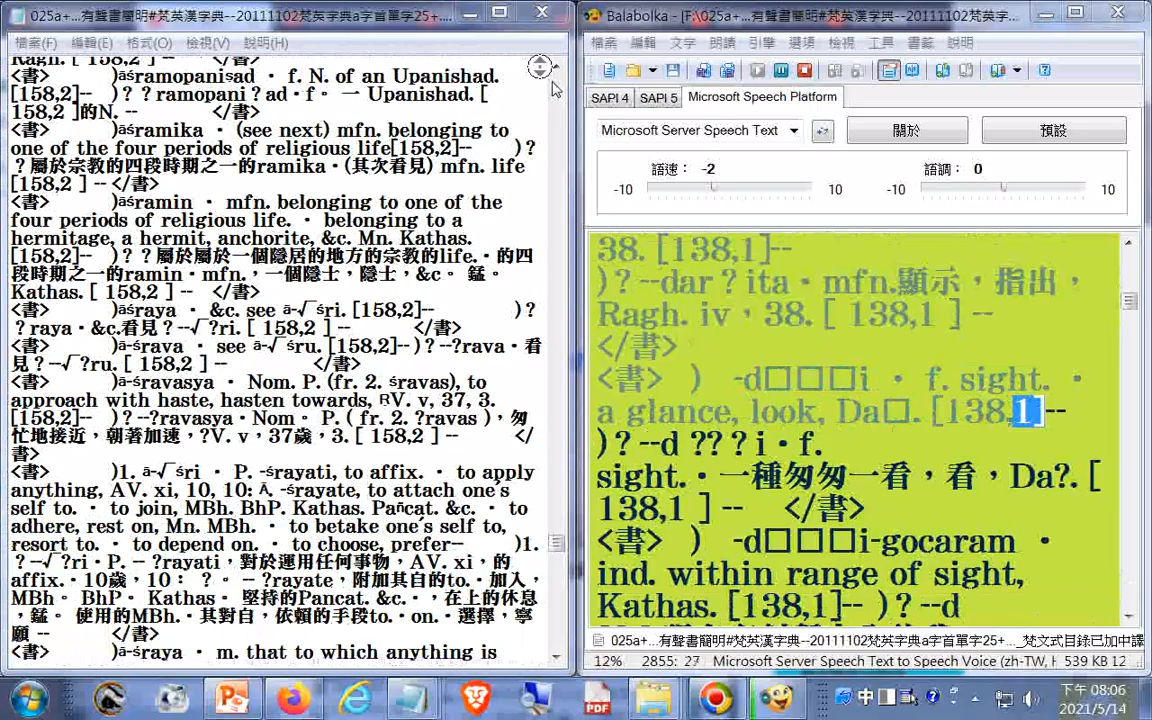 025a+...有聲書簡明#梵英漢字典--20111102梵英字典a字首單字25+..._
檔案(F) 編輯(E) 格式(O) 檢視(V) 說明(H)
Ragh. [ 158,2 ] -- </書>
<書> )āśramopaniṣad ‧ f. N. of an Upanishad.
[158,2]-- )? ? ramopani ? ad‧f。 一 Upanishad. [
158,2 ]的N. -- </書>
<書> )āśramika ‧ (see next) mfn. belonging to
one of the four periods of religious life[158,2]-- )?
? 屬於宗教的四段時期之一的ramika‧(其次看見) mfn. life
[158,2 ] -- </書>
<書> )āśramin ‧ mfn. belonging to one of the
four periods of religious life. ‧ belonging to a
hermitage, a hermit, anchorite, &c. Mn. Kathas.
[158,2]-- )? ? 屬於屬於一個隱居的地方的宗教的life.‧的四
段時期之一的ramin‧mfn.，一個隱士，隱士，&c。 錳。
Kathas. [ 158,2 ] -- </書>
<書> )āśraya ‧ &c. see ā-√śri. [158,2]-- )?
? raya‧&c.看見？--√ ?ri. [ 158,2 ] -- </書>
<書> )ā-śrava ‧ see ā-√śru. [158,2]-- )? --?rava‧看
見？--√ ?ru. [ 158,2 ] -- </書>
<書> )ā-śravasya ‧ Nom. P. (fr. 2. śravas), to
approach with haste, hasten towards, ṚV. v, 37, 3.
[158,2]-- )? --?ravasya‧Nom。 P. ( fr. 2. ?ravas )，匆
忙地接近，朝著加速，?V. v，37歲，3. [ 158,2 ] -- </
書>
<書> )1. ā-√śri ‧ P. -śrayati, to affix. ‧ to apply
anything, AV. xi, 10, 10: Ā. -śrayate, to attach one's
self to. ‧ to join, MBh. BhP. Kathas. Pañcat. &c. ‧ to
adhere, rest on, Mn. MBh. ‧ to betake one's self to,
resort to. ‧ to depend on. ‧ to choose, prefer-- )1.
? --√ ?ri‧P. -- ?rayati，對於運用任何事物，AV. xi，的
affix.‧10歲，10： ? 。 -- ?rayate，附加其自的to.‧加入，
MBh。 BhP。 Kathas。 堅持的Pancat. &c.‧，在上的休息
，錳。 使用的MBh.‧其對自，依賴的手段to.‧on.‧選擇，寧
願 -- </書>
<書> )ā-śraya ‧ m. that to which anything is
Balabolka - [F:\025a+...有聲書簡明#梵英漢字典--20111102梵英字...
檔案 編輯 文字 朗讀 引擎 選項 檢視 工具 書籤 說明
SAPI 4 SAPI 5 Microsoft Speech Platform
Microsoft Server Speech Text 關於 預設
語速： -2 語調： 0
-10 10 -10 10
38. [138,1]--
)? --dar ? ita‧mfn.顯示，指出，
Ragh. iv，38. [ 138,1 ] --
</書>
<書> ) -d□□□i ‧ f. sight. ‧
a glance, look, Da□. [138,1]--
)? --d ?? ? i‧f.
sight.‧一種匆匆一看，看，Da?. [
138,1 ] -- </書>
<書> ) -d□□□i-gocaram ‧
ind. within range of sight,
Kathas. [138,1]-- )? --d
025a+...有聲書簡明#梵英漢字典--20111102梵英字典a字首單字25+..._梵文式目錄已加中譯
12% 2855: 27 Microsoft Server Speech Text to Speech Voice (zh-TW, H 539 KB 12
PDF
中
下午 08:06
2021/5/14